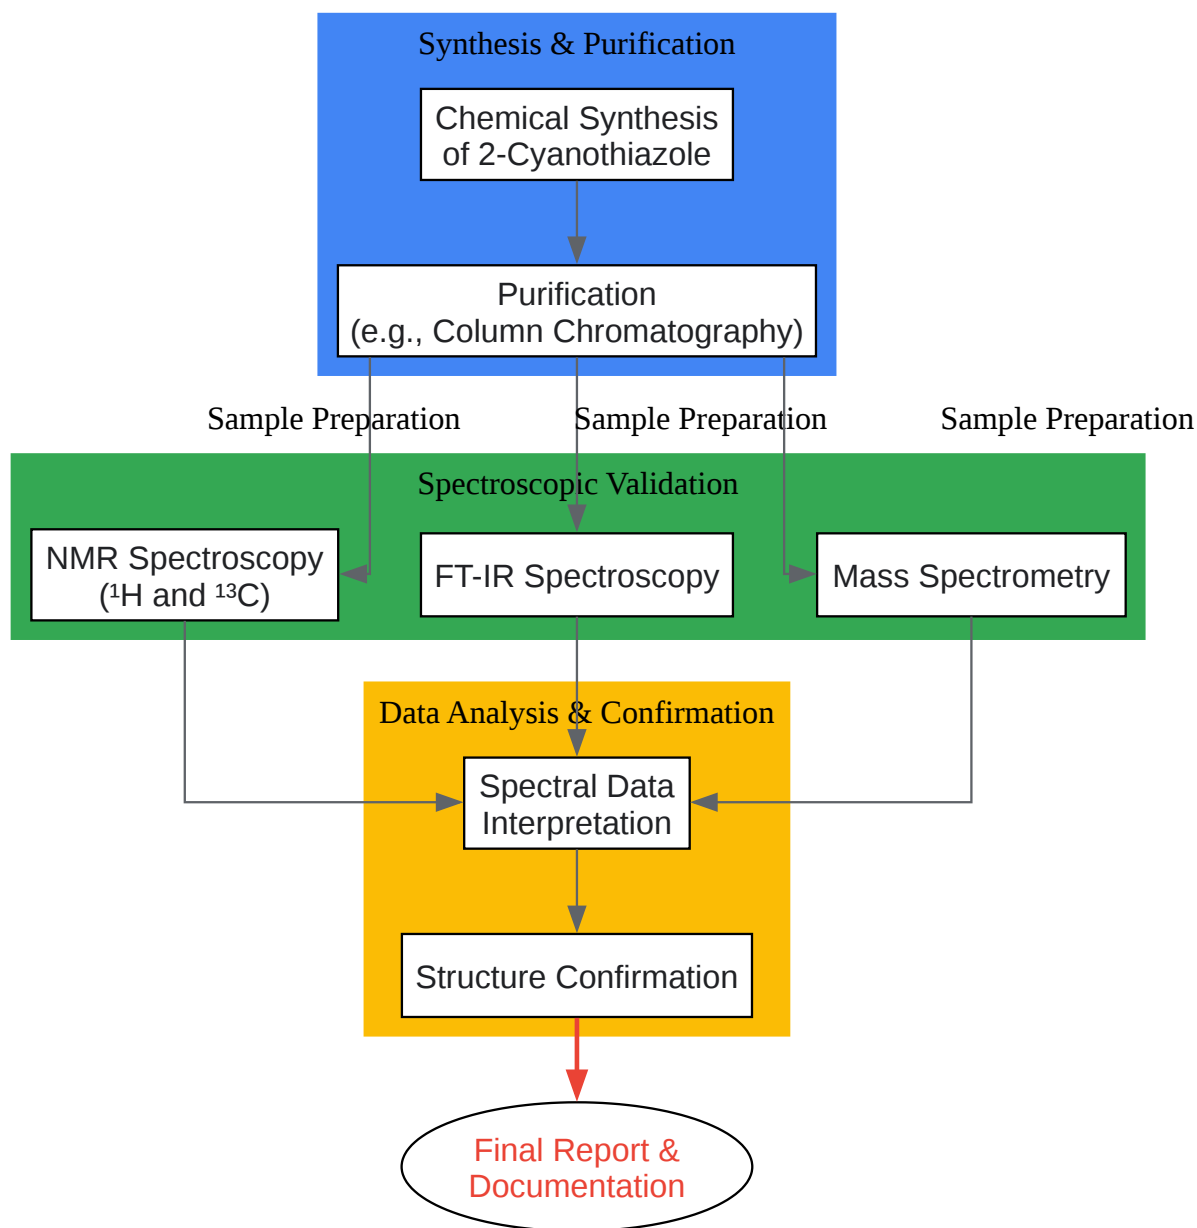 Synthesis & Purification
Chemical Synthesis
of 2-Cyanothiazole
Purification
(e.g., Column Chromatography)
Sample Preparation
Sample Preparation
Sample Preparation
Spectroscopic Validation
NMR Spectroscopy
(¹H and ¹³C)
FT-IR Spectroscopy
Mass Spectrometry
Data Analysis & Confirmation
Spectral Data
Interpretation
Structure Confirmation
Final Report &
Documentation